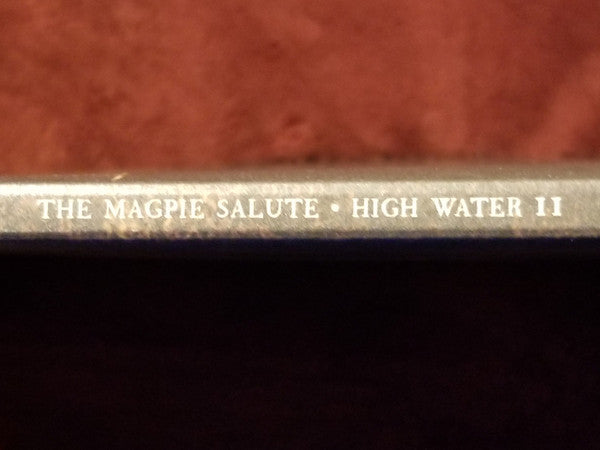 THE MAGPIE SALUTE • HIGH WATER II